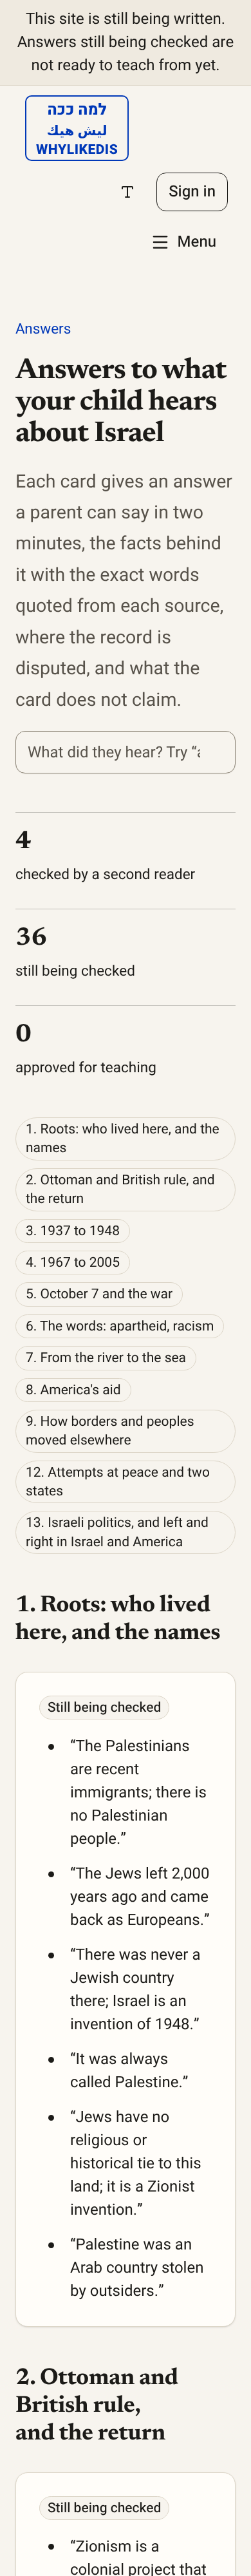 This site is still being written.
Answers still being checked are
not ready to teach from yet.
למה ככה
ليش هيك
WHYLIKEDIS
T
Sign in
Menu
Answers
Answers to what
your child hears
about Israel
Each card gives an answer
a parent can say in two
minutes, the facts behind
it with the exact words
quoted from each source,
where the record is
disputed, and what the
card does not claim.
What did they hear? Try “a
4
checked by a second reader
36
still being checked
0
approved for teaching
1. Roots: who lived here, and the
names
2. Ottoman and British rule, and
the return
3. 1937 to 1948
4. 1967 to 2005
5. October 7 and the war
6. The words: apartheid, racism
7. From the river to the sea
8. America's aid
9. How borders and peoples
moved elsewhere
12. Attempts at peace and two
states
13. Israeli politics, and left and
right in Israel and America
1. Roots: who lived
here, and the names
Still being checked
“The Palestinians
are recent
immigrants; there is
no Palestinian
people.”
“The Jews left 2,000
years ago and came
back as Europeans.”
“There was never a
Jewish country
there; Israel is an
invention of 1948.”
“It was always
called Palestine.”
“Jews have no
religious or
historical tie to this
land; it is a Zionist
invention.”
“Palestine was an
Arab country stolen
by outsiders.”
2. Ottoman and
British rule,
and the return
Still being checked
“Zionism is a
colonial project that